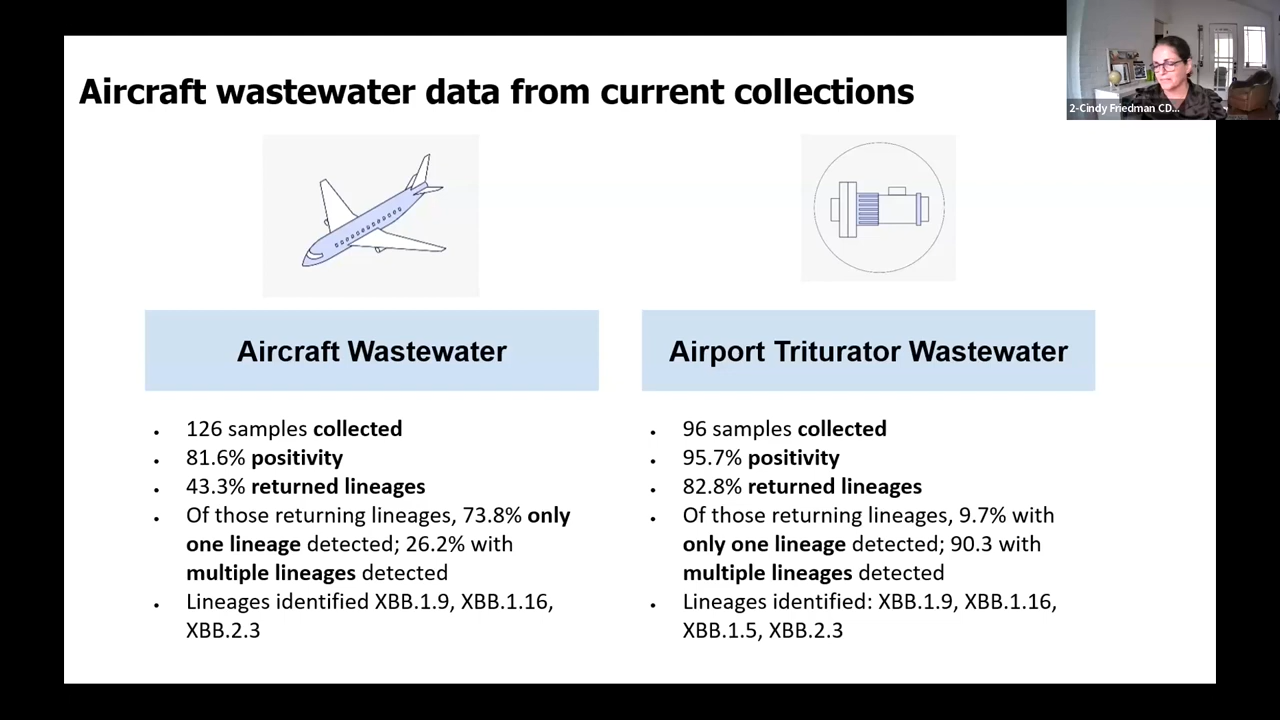 Aircraft wastewater data from current collections
2-Cindy Friedman CD...
Aircraft Wastewater
• 126 samples collected
• 81.6% positivity
• 43.3% returned lineages
• Of those returning lineages, 73.8% only
one lineage detected; 26.2% with
multiple lineages detected
• Lineages identified XBB.1.9, XBB.1.16,
XBB.2.3
Airport Triturator Wastewater
• 96 samples collected
• 95.7% positivity
• 82.8% returned lineages
• Of those returning lineages, 9.7% with
only one lineage detected; 90.3 with
multiple lineages detected
• Lineages identified: XBB.1.9, XBB.1.16,
XBB.1.5, XBB.2.3